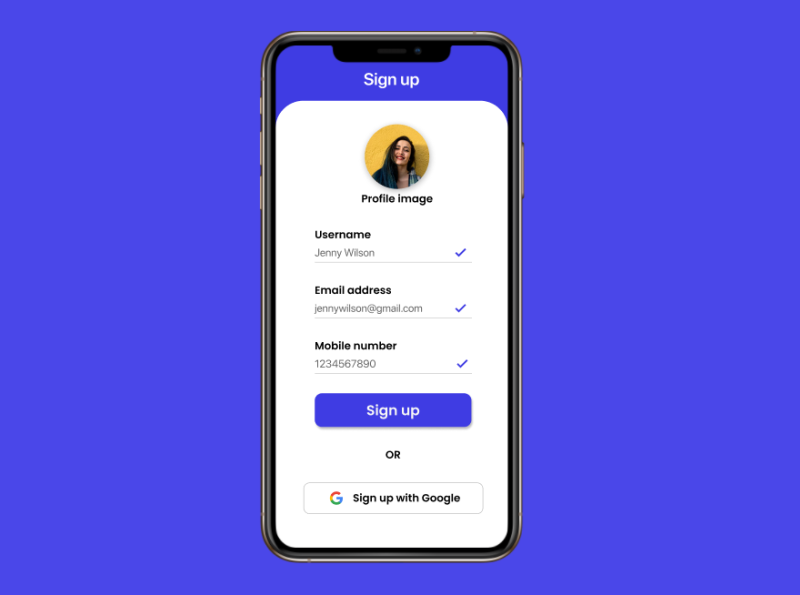 Sign up
Profile image
Username
Jenny Wilson
Email address
jennywilson@gmail.com
Mobile number
1234567890
Sign up
OR
Sign up with Google